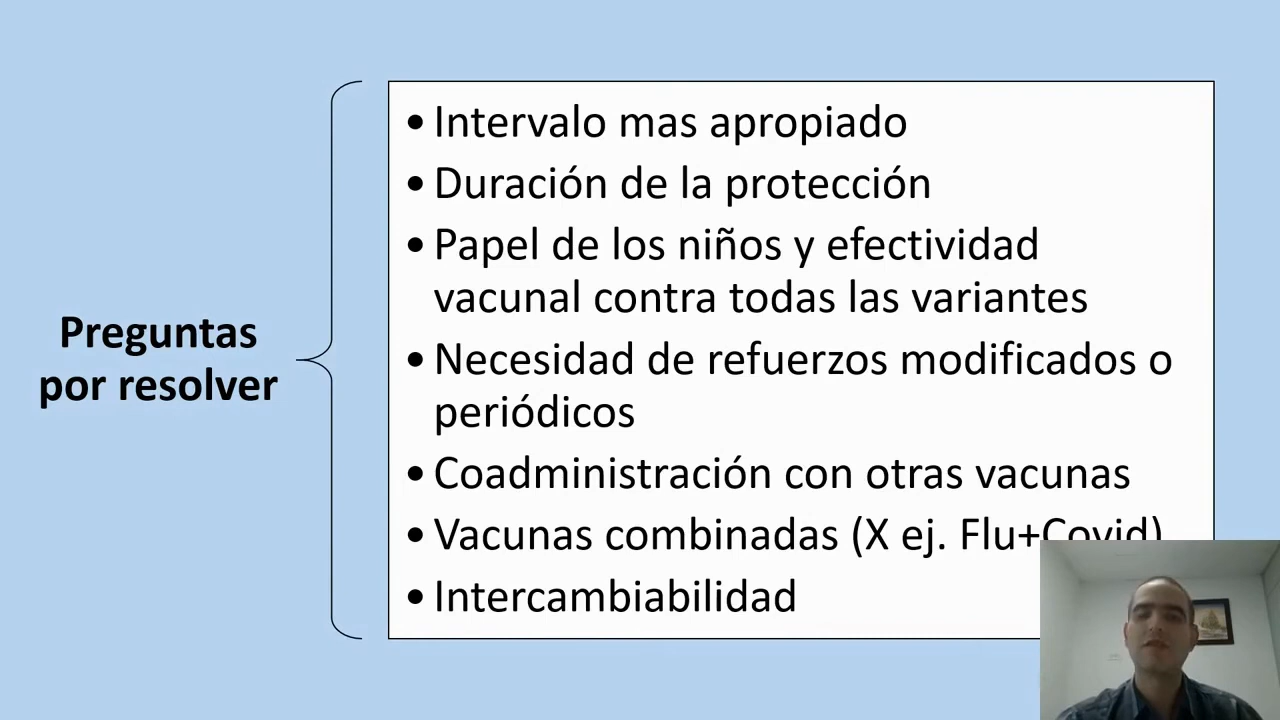 Preguntas
por resolver
• Intervalo mas apropiado
• Duración de la protección
• Papel de los niños y efectividad
vacunal contra todas las variantes
• Necesidad de refuerzos modificados o
periódicos
• Coadministración con otras vacunas
• Vacunas combinadas (X ej. Flu+Covid)
• Intercambiabilidad